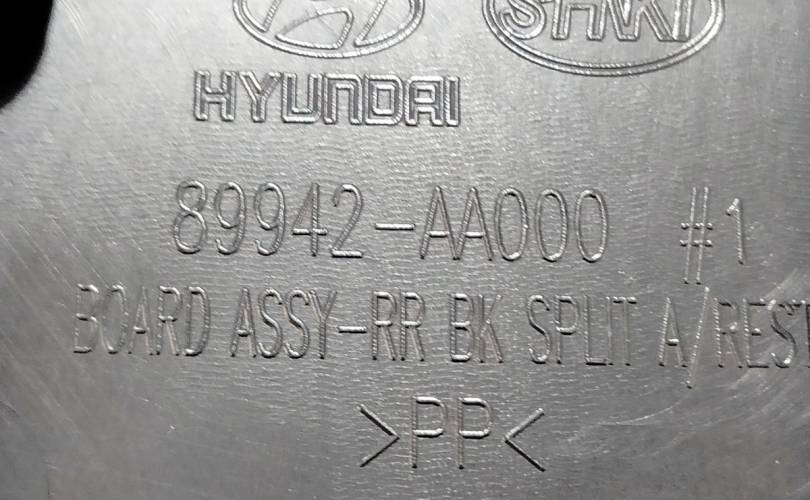 HYUNDAI
89942-AA000 #1
BOARD ASSY-RR BK SPLIT A/REST
>PP<